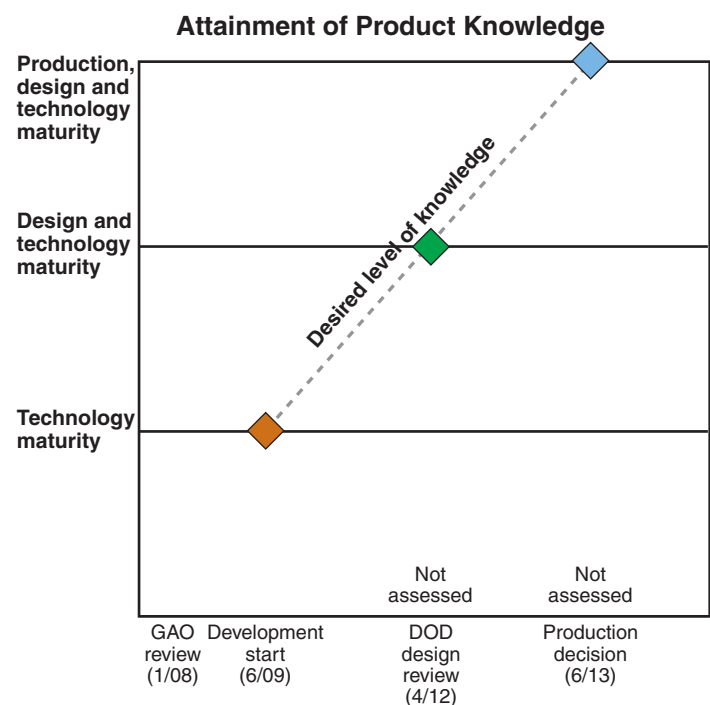 Attainment of Product Knowledge
Production,
design and
technology
maturity
Design and
technology
maturity
Technology
maturity
Desired level of knowledge
Not
assessed
Not
assessed
GAO
review
(1/08)
Development
start
(6/09)
DOD
design
review
(4/12)
Production
decision
(6/13)